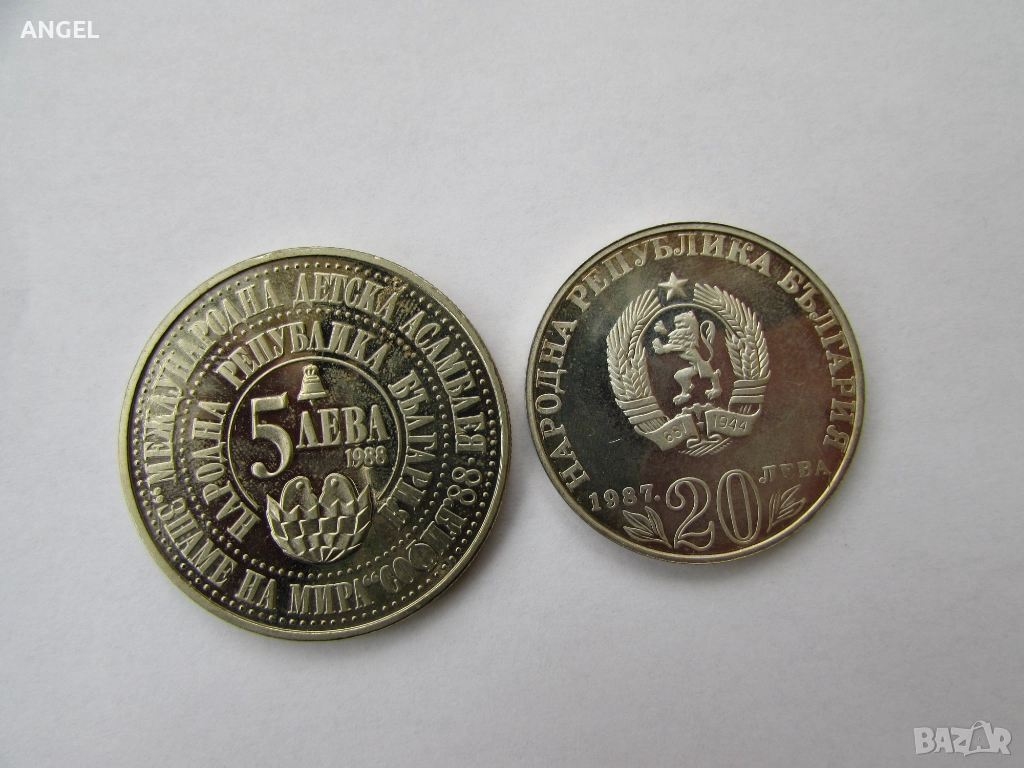 ANGEL
МЕЖДУНАРОДНА ДЕТСКА АСАМБЛЕЯ "ЗНАМЕ НА МИРА" СОФИЯ '88
НАРОДНА РЕПУБЛИКА БЪЛГАРИЯ
5 ЛЕВА
1988
НАРОДНА РЕПУБЛИКА БЪЛГАРИЯ
681 1944
1987. 20 ЛЕВА
BAZAR